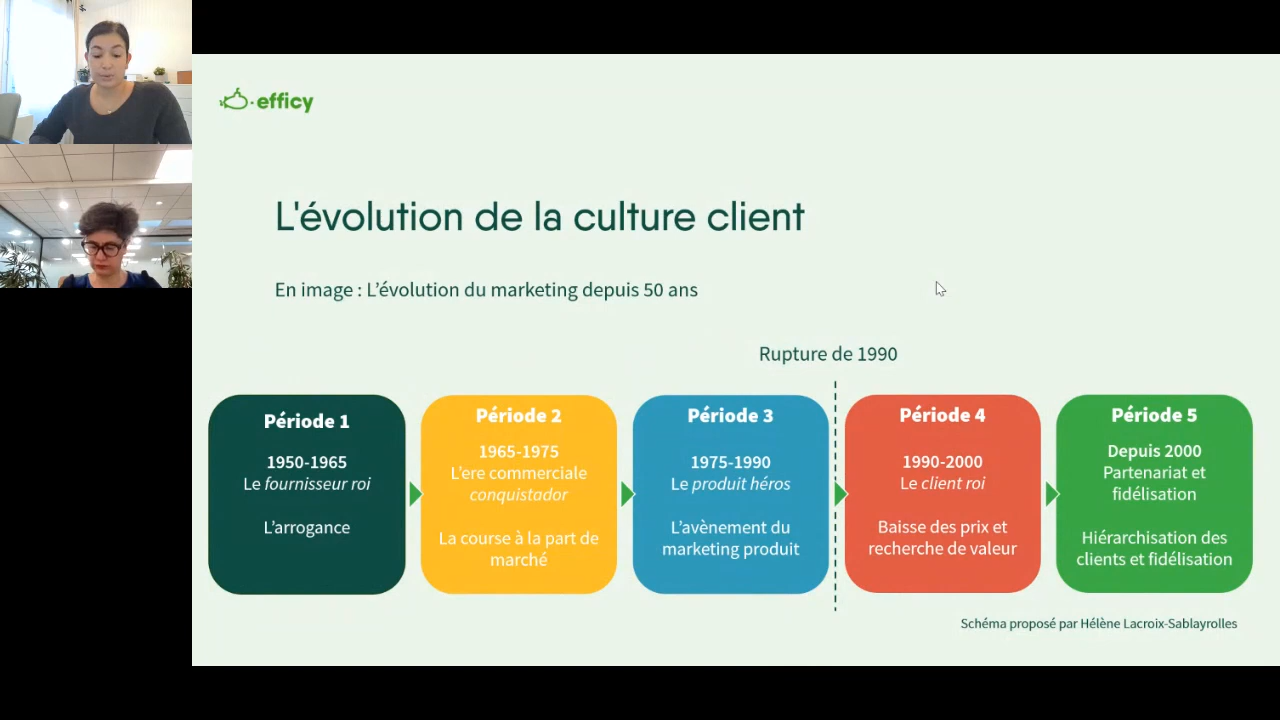 efficy
L'évolution de la culture client
En image : L’évolution du marketing depuis 50 ans
Rupture de 1990
Période 1
1950-1965
Le fournisseur roi
L’arrogance
Période 2
1965-1975
L’ere commerciale
conquistador
La course à la part de
marché
Période 3
1975-1990
Le produit héros
L’avènement du
marketing produit
Période 4
1990-2000
Le client roi
Baisse des prix et
recherche de valeur
Période 5
Depuis 2000
Partenariat et
fidélisation
Hiérarchisation des
clients et fidélisation
Schéma proposé par Hélène Lacroix-Sablayrolles